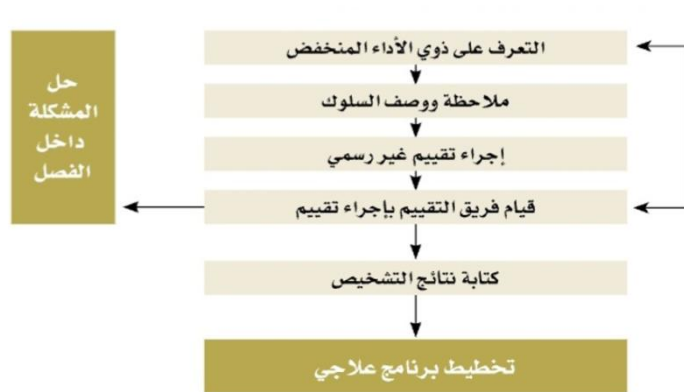 التعرف على ذوي الأداء المنخفض
ملاحظة ووصف السلوك
إجراء تقييم غير رسمي
قيام فريق التقييم بإجراء تقييم
كتابة نتائج التشخيص
تخطيط برنامج علاجي
حل
المشكلة
داخل
الفصل